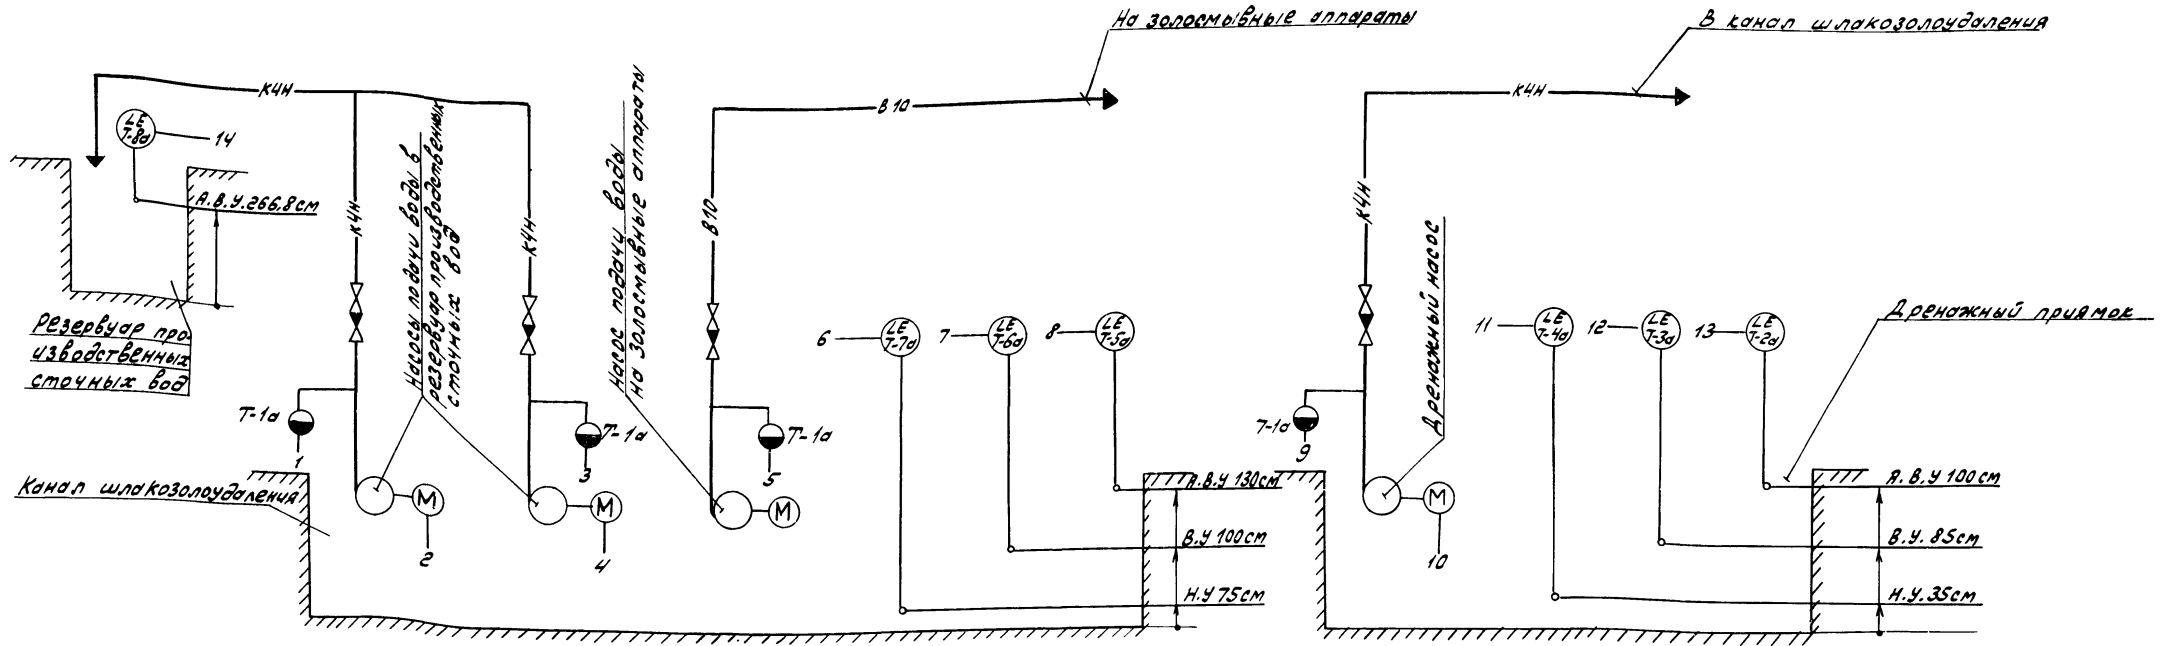 На золосмывные аппараты
В канал шлакозолоудаления
К4Н
В10
К4Н
LE
Т-8а
14
А.В.У.266.8см
К4Н
К4Н
В10
К4Н
Насосы подачи воды в
резервуар производственных
сточных вод
Насос подачи воды
на золосмывные аппараты
Дренажный насос
Резервуар про
изводственных
сточных вод
6
LE
Т-7а
7
LE
Т-6а
8
LE
Т-5а
11
LE
Т-4а
12
LE
Т-3а
13
LE
Т-2а
Дренажный приямок
Т-1а
1
Т-1а
3
Т-1а
5
Т-1а
9
Канал шлакозолоудаления
М
2
М
4
М
М
10
А.В.У 130см
В.У 100см
Н.У 75см
А.В.У 100см
В.У. 85см
Н.У. 35см